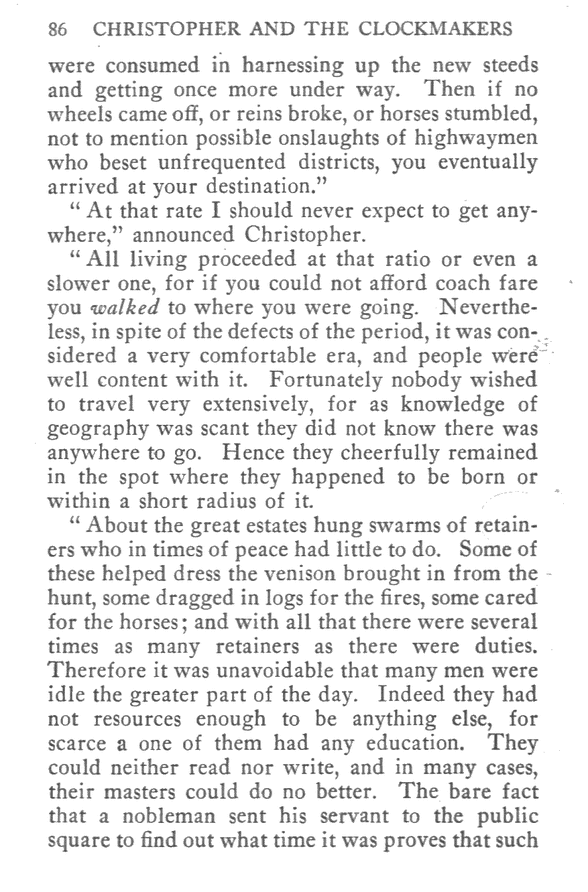 86 CHRISTOPHER AND THE CLOCKMAKERS
were consumed in harnessing up the new steeds
and getting once more under way. Then if no
wheels came off, or reins broke, or horses stumbled,
not to mention possible onslaughts of highwaymen
who beset unfrequented districts, you eventually
arrived at your destination.”
“ At that rate I should never expect to get any-
where,” announced Christopher.
“ All living proceeded at that ratio or even a
slower one, for if you could not afford coach fare
you walked to where you were going. Neverthe-
less, in spite of the defects of the period, it was con-
sidered a very comfortable era, and people were
well content with it. Fortunately nobody wished
to travel very extensively, for as knowledge of
geography was scant they did not know there was
anywhere to go. Hence they cheerfully remained
in the spot where they happened to be born or
within a short radius of it.
“ About the great estates hung swarms of retain-
ers who in times of peace had little to do. Some of
these helped dress the venison brought in from the
hunt, some dragged in logs for the fires, some cared
for the horses; and with all that there were several
times as many retainers as there were duties.
Therefore it was unavoidable that many men were
idle the greater part of the day. Indeed they had
not resources enough to be anything else, for
scarce a one of them had any education. They
could neither read nor write, and in many cases,
their masters could do no better. The bare fact
that a nobleman sent his servant to the public
square to find out what time it was proves that such